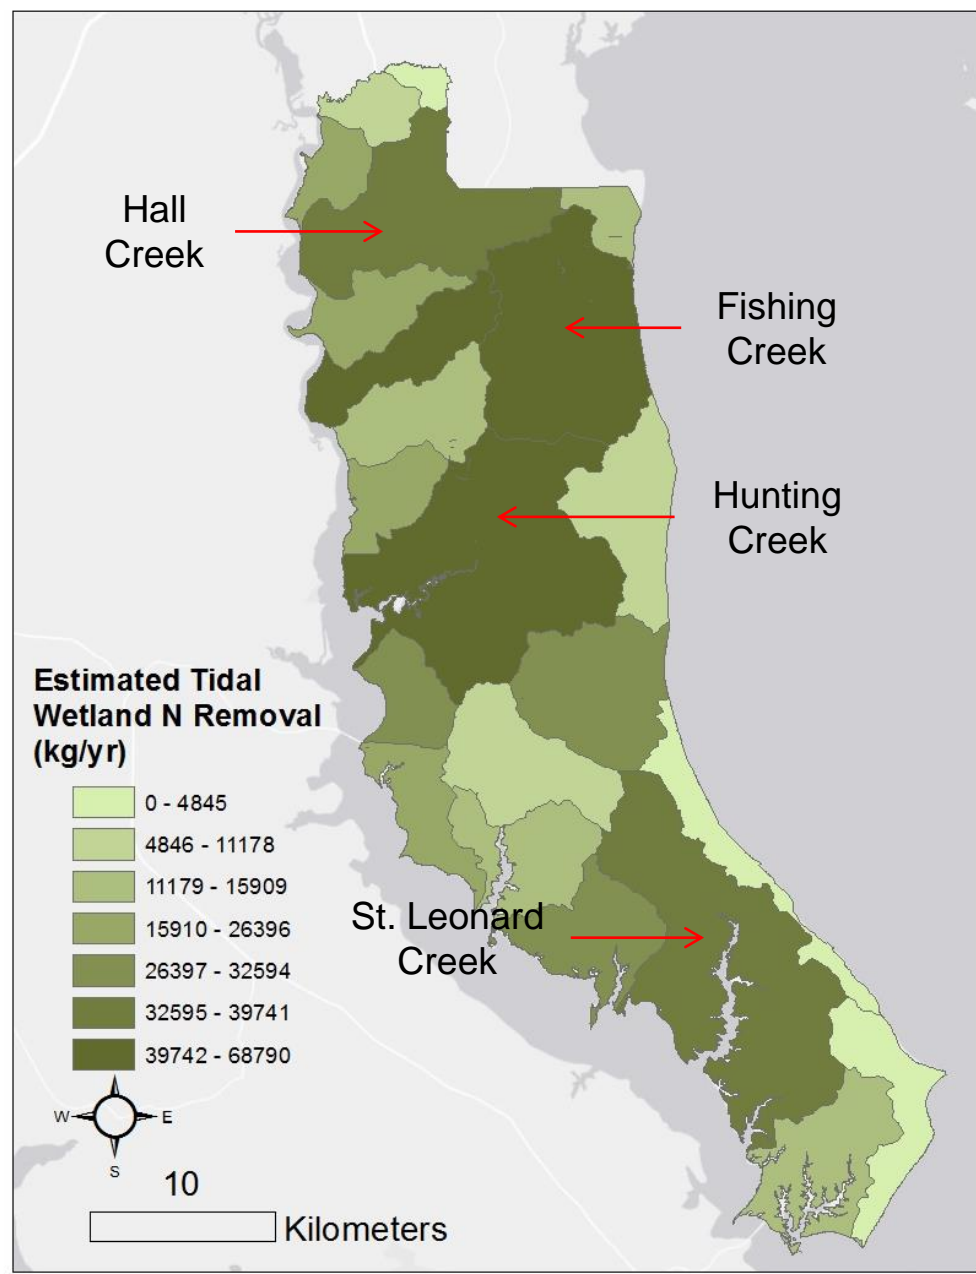 Hall
Creek
Fishing
Creek
Hunting
Creek
St. Leonard
Creek
Estimated Tidal
Wetland N Removal
(kg/yr)
0 - 4845
4846 - 11178
11179 - 15909
15910 - 26396
26397 - 32594
32595 - 39741
39742 - 68790
N
W
E
S
10
Kilometers